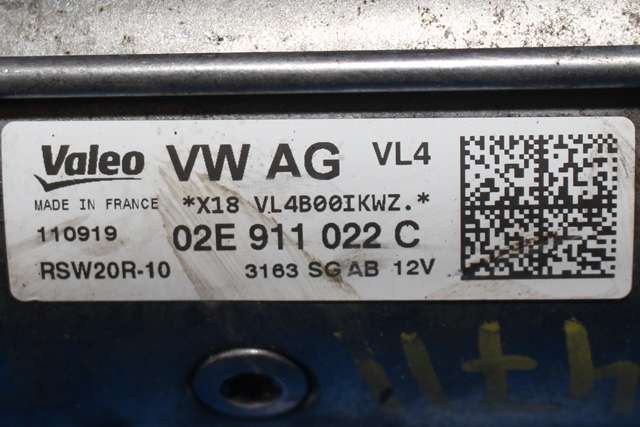 Valeo VW AG VL4
MADE IN FRANCE *X18 VL4B00IKWZ.*
110919 02E 911 022 C
RSW20R-10 3163 SG AB 12V